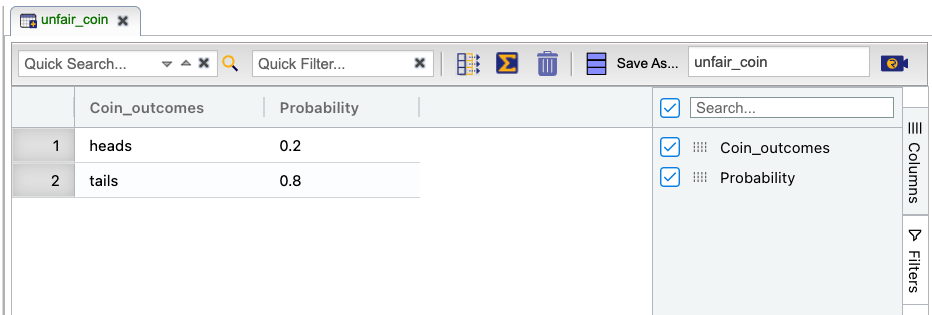 unfair_coin
Quick Search... Quick Filter... Save As... unfair_coin
Coin_outcomes Probability Search...
1 heads 0.2 Coin_outcomes
2 tails 0.8 Probability
Columns
Filters